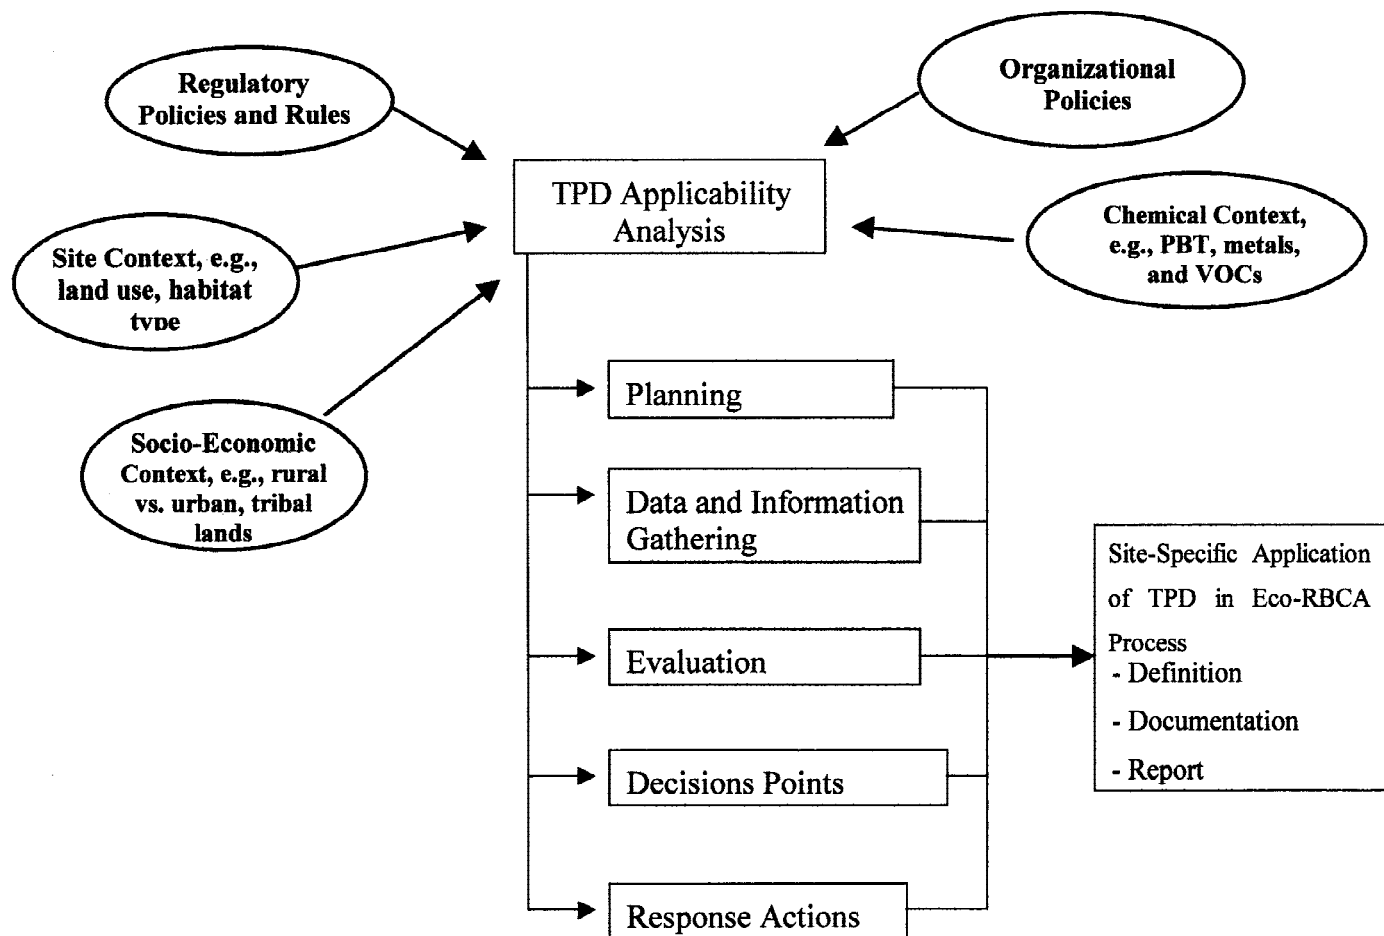 Regulatory
Policies and Rules
Organizational
Policies
TPD Applicability
Analysis
Site Context, e.g.,
land use, habitat
type
Chemical Context,
e.g., PBT, metals,
and VOCs
Socio-Economic
Context, e.g., rural
vs. urban, tribal
lands
Planning
Data and Information
Gathering
Evaluation
Decisions Points
Response Actions
Site-Specific Application
of TPD in Eco-RBCA
Process
- Definition
- Documentation
- Report